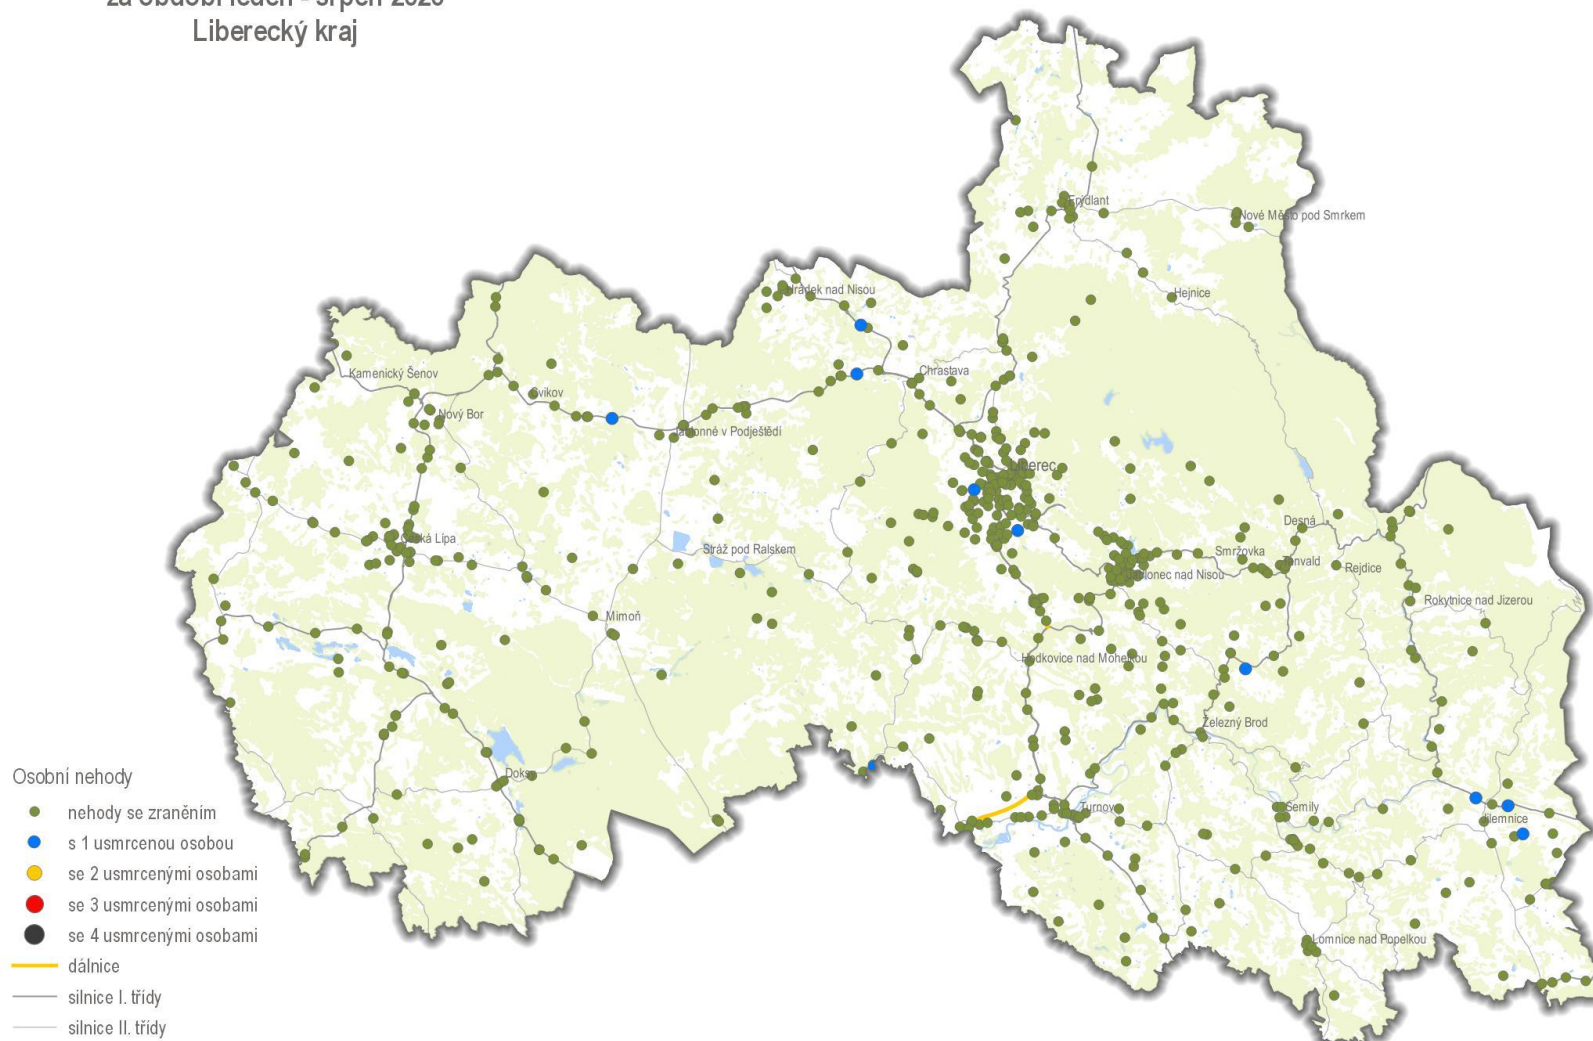 Liberecký kraj
Frýdlant
Nové Město pod Smrkem
Hrádek nad Nisou
Hejnice
Chrastava
Kamenický Šenov
Cvikov
Nový Bor
Jablonné v Podještědí
Liberec
Desná
Česká Lípa
Stráž pod Ralskem
Smržovka
Tanvald
Rejdice
Jablonec nad Nisou
Rokytnice nad Jizerou
Mimoň
Hodkovice nad Mohelkou
Železný Brod
Doksy
Turnov
Semily
Jilemnice
Lomnice nad Popelkou
Osobní nehody
nehody se zraněním
s 1 usmrcenou osobou
se 2 usmrcenými osobami
se 3 usmrcenými osobami
se 4 usmrcenými osobami
dálnice
silnice I. třídy
silnice II. třídy